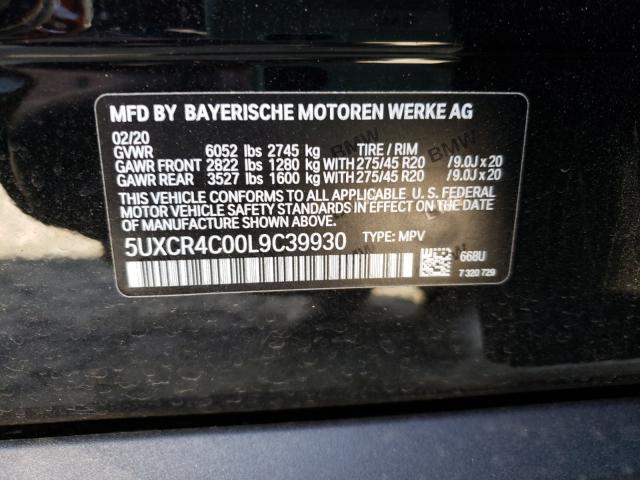 MFD BY BAYERISCHE MOTOREN WERKE AG
02/20
GVWR 6052 lbs 2745 kg TIRE / RIM
GAWR FRONT 2822 lbs 1280 kg WITH 275/45 R20 /9.0J x 20
GAWR REAR 3527 lbs 1600 kg WITH 275/45 R20 /9.0J x 20
THIS VEHICLE CONFORMS TO ALL APPLICABLE U. S. FEDERAL
MOTOR VEHICLE SAFETY STANDARDS IN EFFECT ON THE DATE
OF MANUFACTURE SHOWN ABOVE.
5UXCR4C00L9C39930 TYPE: MPV
668U
7 320 729
BMW
BMW
BMW